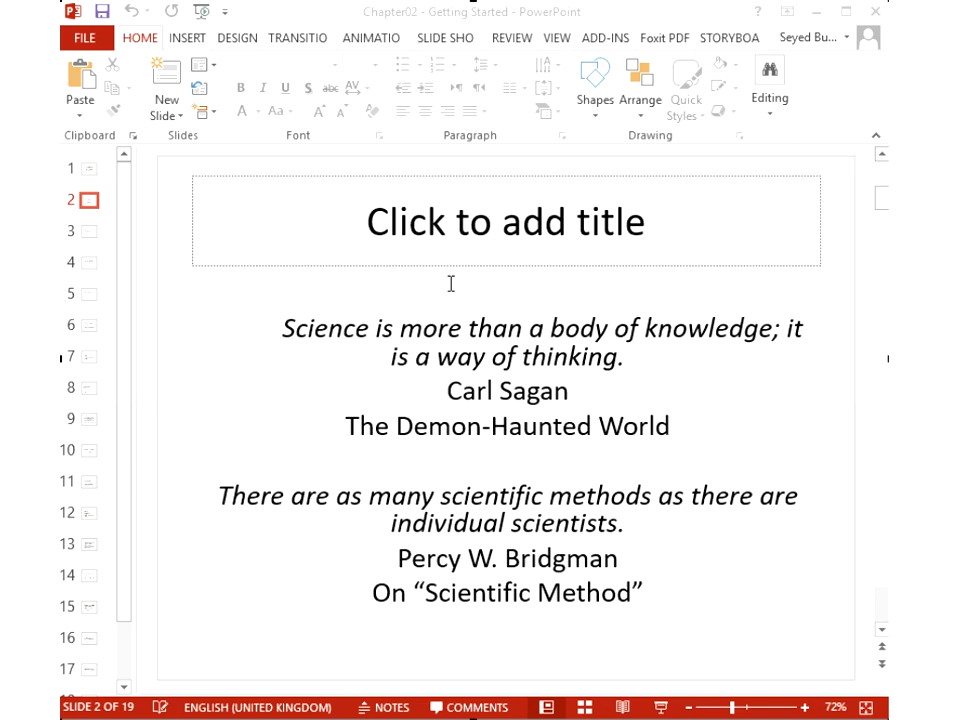 Chapter02 - Getting Started - PowerPoint
FILE HOME INSERT DESIGN TRANSITIO ANIMATIO SLIDE SHO REVIEW VIEW ADD-INS Foxit PDF STORYBOA Seyed Bu...
Paste
New
Slide
B I U S abc AV
A Aa A A
Shapes Arrange Quick
Styles
Editing
Clipboard Slides Font Paragraph Drawing
1
2
3
4
5
6
7
8
9
10
11
12
13
14
15
16
17
Click to add title
Science is more than a body of knowledge; it
is a way of thinking.
Carl Sagan
The Demon-Haunted World
There are as many scientific methods as there are
individual scientists.
Percy W. Bridgman
On “Scientific Method”
SLIDE 2 OF 19 ENGLISH (UNITED KINGDOM) NOTES COMMENTS 72%